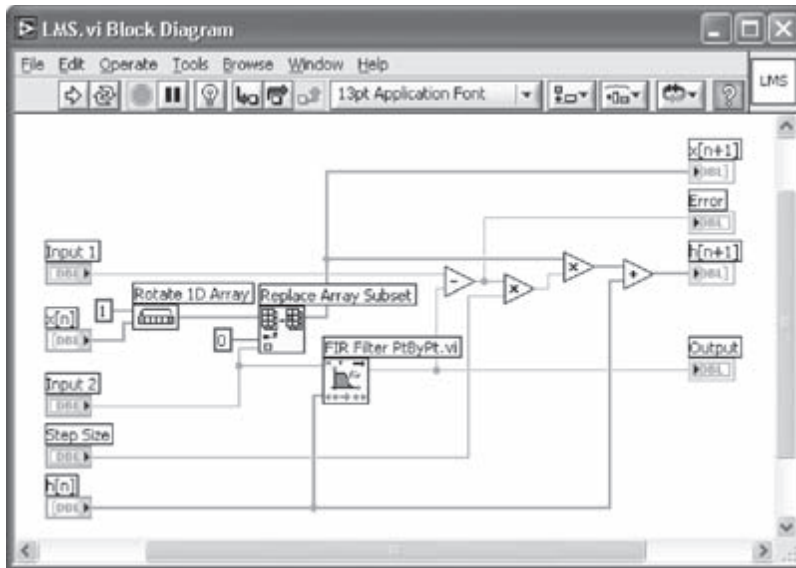 LMS.vi Block Diagram
File Edit Operate Tools Browse Window Help
13pt Application Font
LMS
x[n+1]
DBL
Error
DBL
Input 1
DBL
h[n+1]
DBL
Rotate 1D Array
Replace Array Subset
1
x[n]
DBL
0
FIR Filter PtByPt.vi
Output
DBL
Input 2
DBL
Step Size
DBL
h[n]
DBL